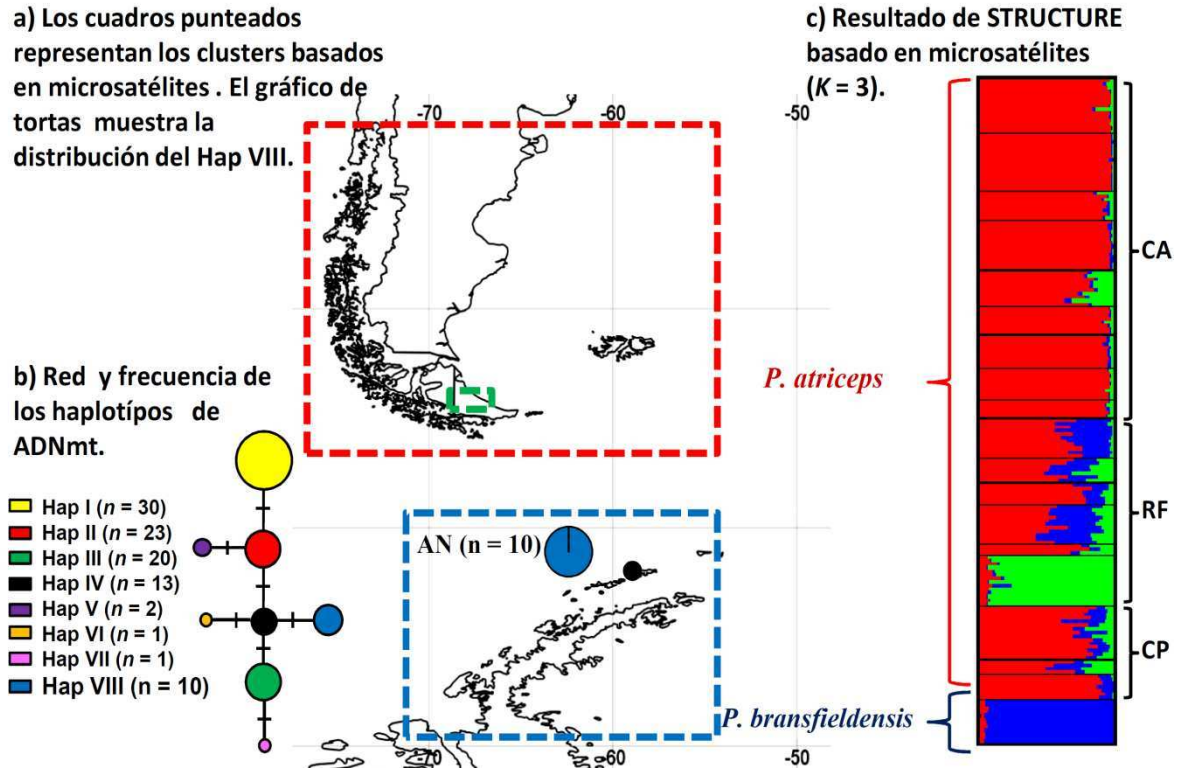 a) Los cuadros punteados
representan los clusters basados
en microsatélites . El gráfico de
tortas muestra la
distribución del Hap VIII.
b) Red y frecuencia de
los haplotípos de
ADNmt.
Hap I (n = 30)
Hap II (n = 23)
Hap III (n = 20)
Hap IV (n = 13)
Hap V (n = 2)
Hap VI (n = 1)
Hap VII (n = 1)
Hap VIII (n = 10)
-70
-60
-50
AN (n = 10)
-70
-60
-50
c) Resultado de STRUCTURE
basado en microsatélites
(K = 3).
P. atriceps
P. bransfieldensis
CA
RF
CP